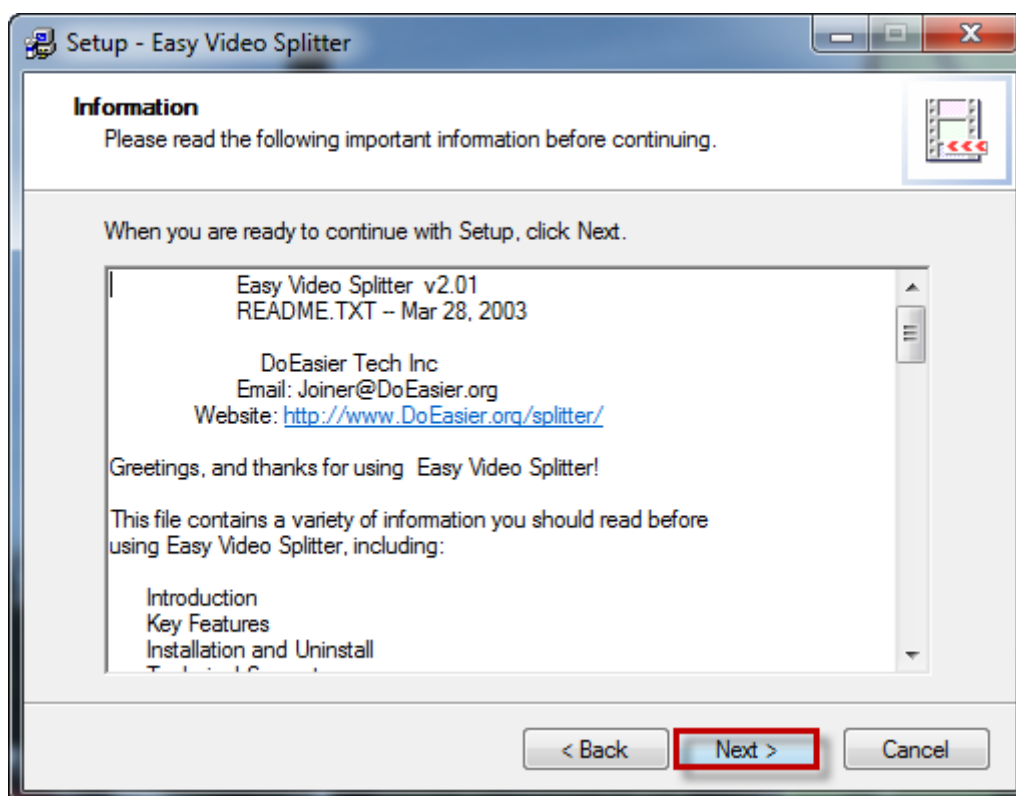 Setup - Easy Video Splitter
Information
Please read the following important information before continuing.
When you are ready to continue with Setup, click Next.
Easy Video Splitter v2.01
README.TXT -- Mar 28, 2003
DoEasier Tech Inc
Email: Joiner@DoEasier.org
Website: http://www.DoEasier.org/splitter/
Greetings, and thanks for using Easy Video Splitter!
This file contains a variety of information you should read before
using Easy Video Splitter, including:
Introduction
Key Features
Installation and Uninstall
< Back
Next >
Cancel